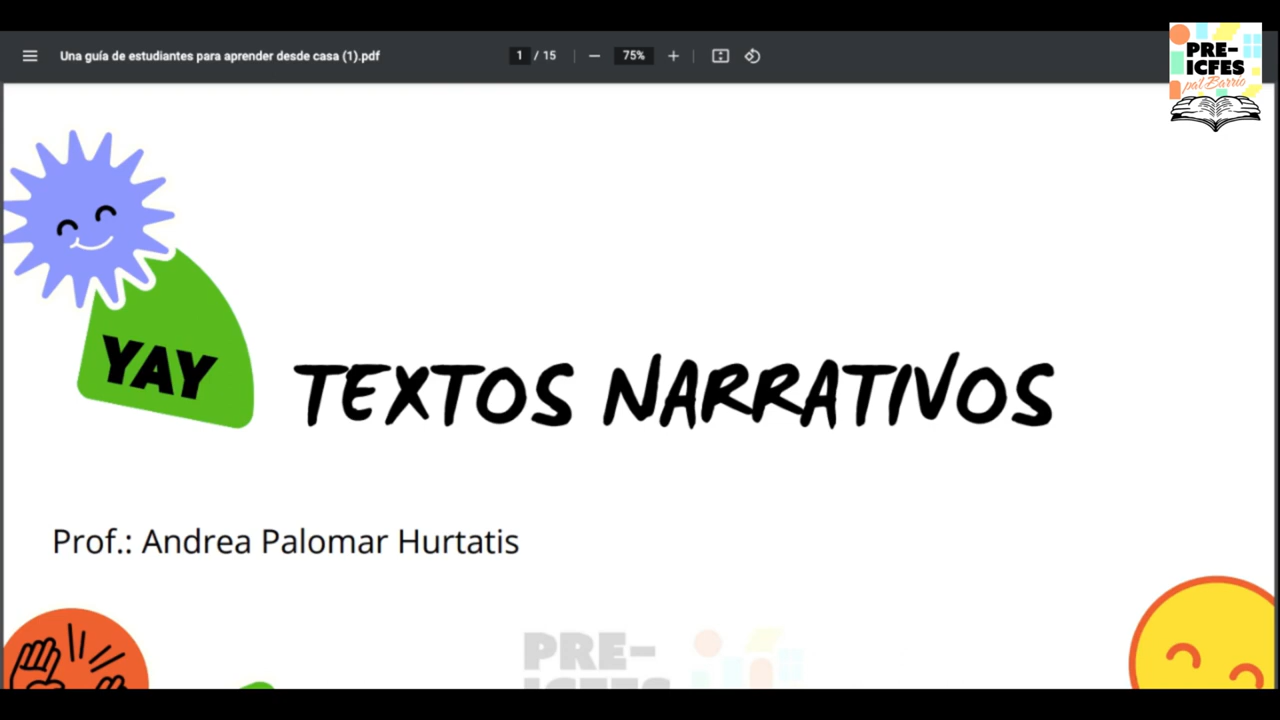 Una guía de estudiantes para aprender desde casa (1).pdf
1 / 15
75%
PRE-
ICFES
pa'l Barrio
YAY
TEXTOS NARRATIVOS
Prof.: Andrea Palomar Hurtatis
PRE-
ICFES